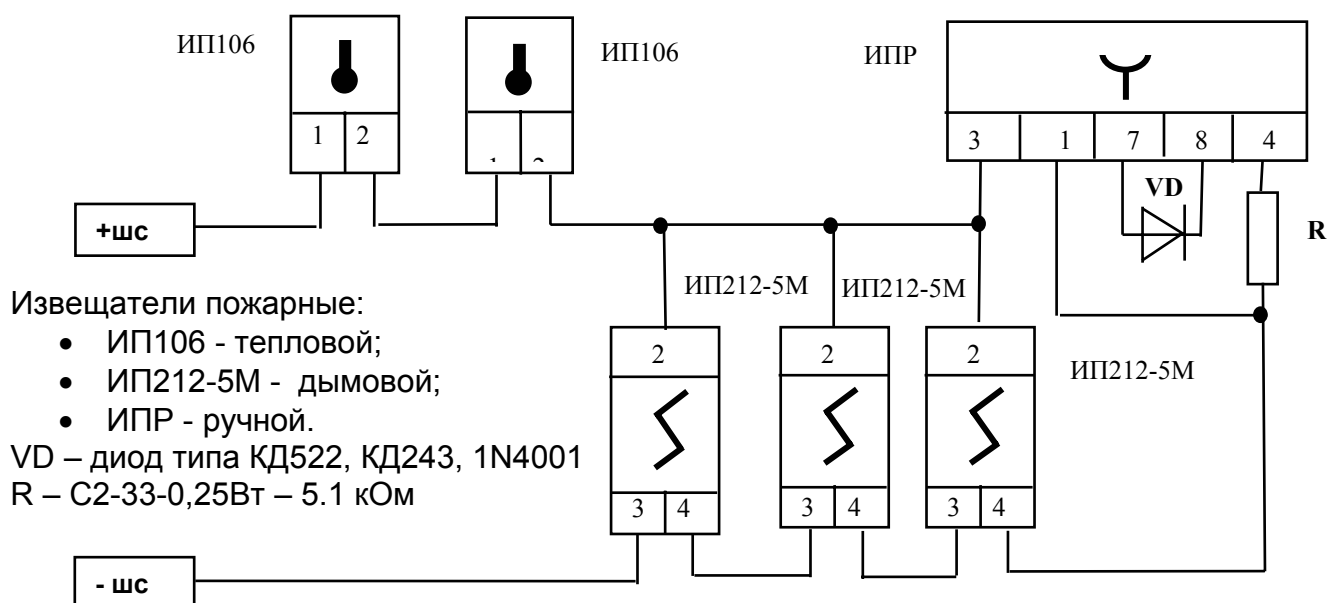 ИП106
ИП106
ИПР
1 2
1 2
3 1 7 8 4
VD
R
+шс
ИП212-5М
ИП212-5М
Извещатели пожарные:
• ИП106 - тепловой;
• ИП212-5М - дымовой;
• ИПР - ручной.
VD – диод типа КД522, КД243, 1N4001
R – С2-33-0,25Вт – 5.1 кОм
2
2
2
ИП212-5М
3 4
3 4
3 4
- шс